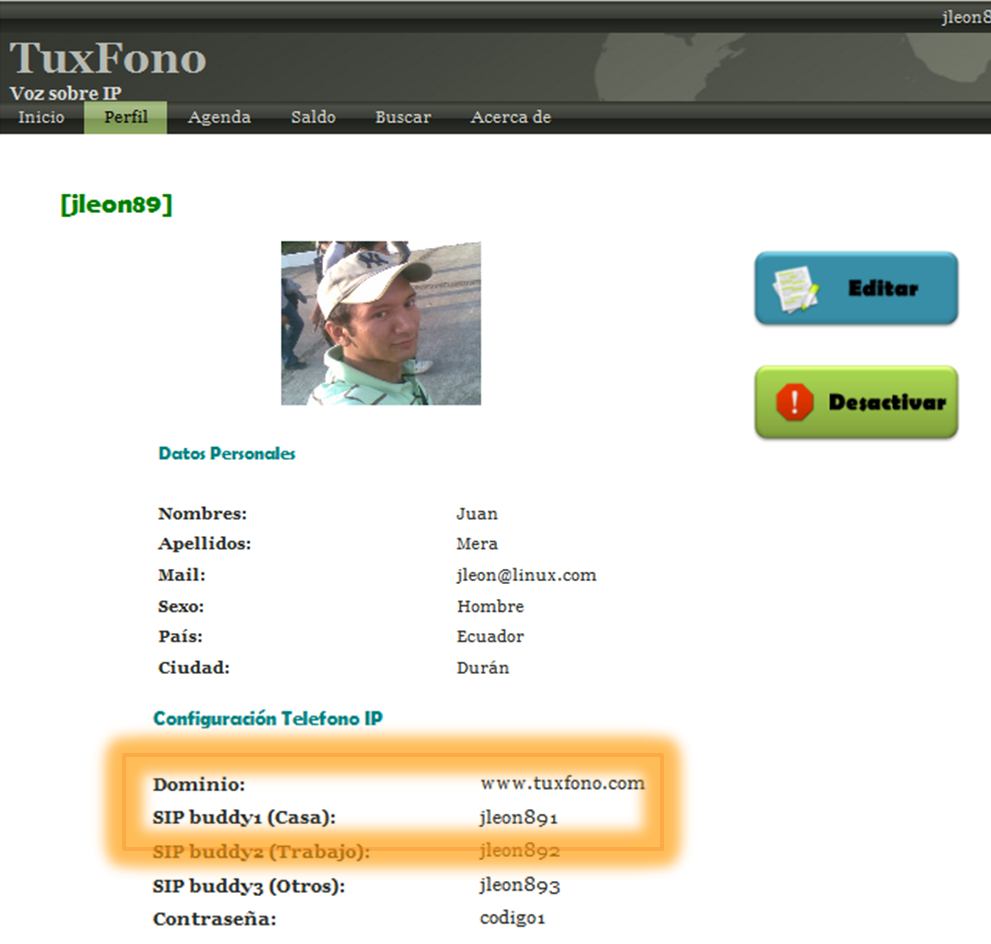 jleon8
TuxFono
Voz sobre IP
Inicio Perfil Agenda Saldo Buscar Acerca de
[jleon89]
Editar
Desactivar
Datos Personales
Nombres: Juan
Apellidos: Mera
Mail: jleon@linux.com
Sexo: Hombre
País: Ecuador
Ciudad: Durán
Configuración Telefono IP
Dominio: www.tuxfono.com
SIP buddy1 (Casa): jleon891
SIP buddy2 (Trabajo): jleon892
SIP buddy3 (Otros): jleon893
Contraseña: codigo1